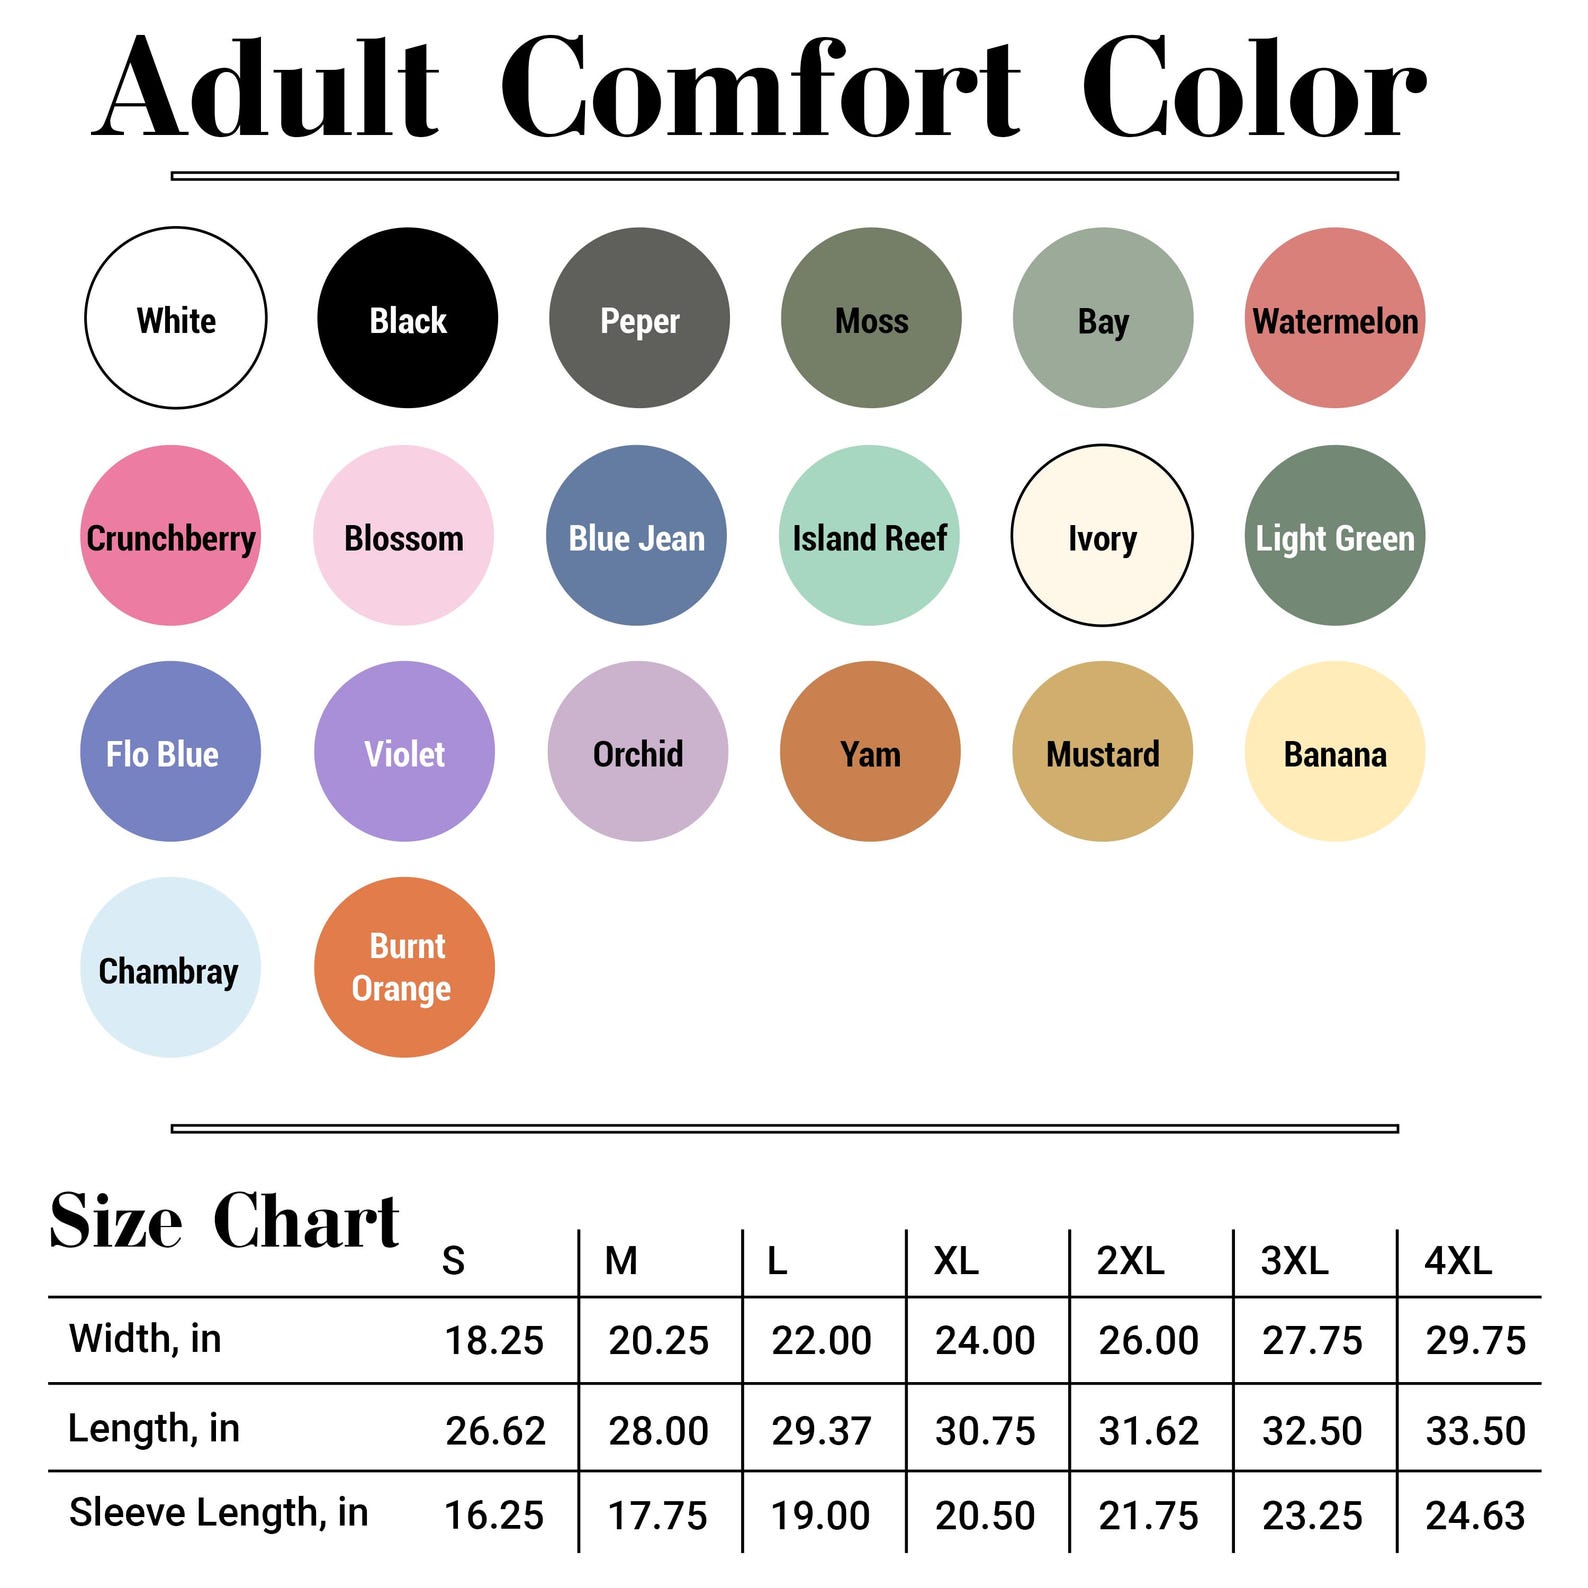 Adult Comfort Color
White Black Peper Moss Bay Watermelon
Crunchberry Blossom Blue Jean Island Reef Ivory Light Green
Flo Blue Violet Orchid Yam Mustard Banana
Chambray Burnt
Orange
Size Chart
S M L XL 2XL 3XL 4XL
Width, in 18.25 20.25 22.00 24.00 26.00 27.75 29.75
Length, in 26.62 28.00 29.37 30.75 31.62 32.50 33.50
Sleeve Length, in 16.25 17.75 19.00 20.50 21.75 23.25 24.63